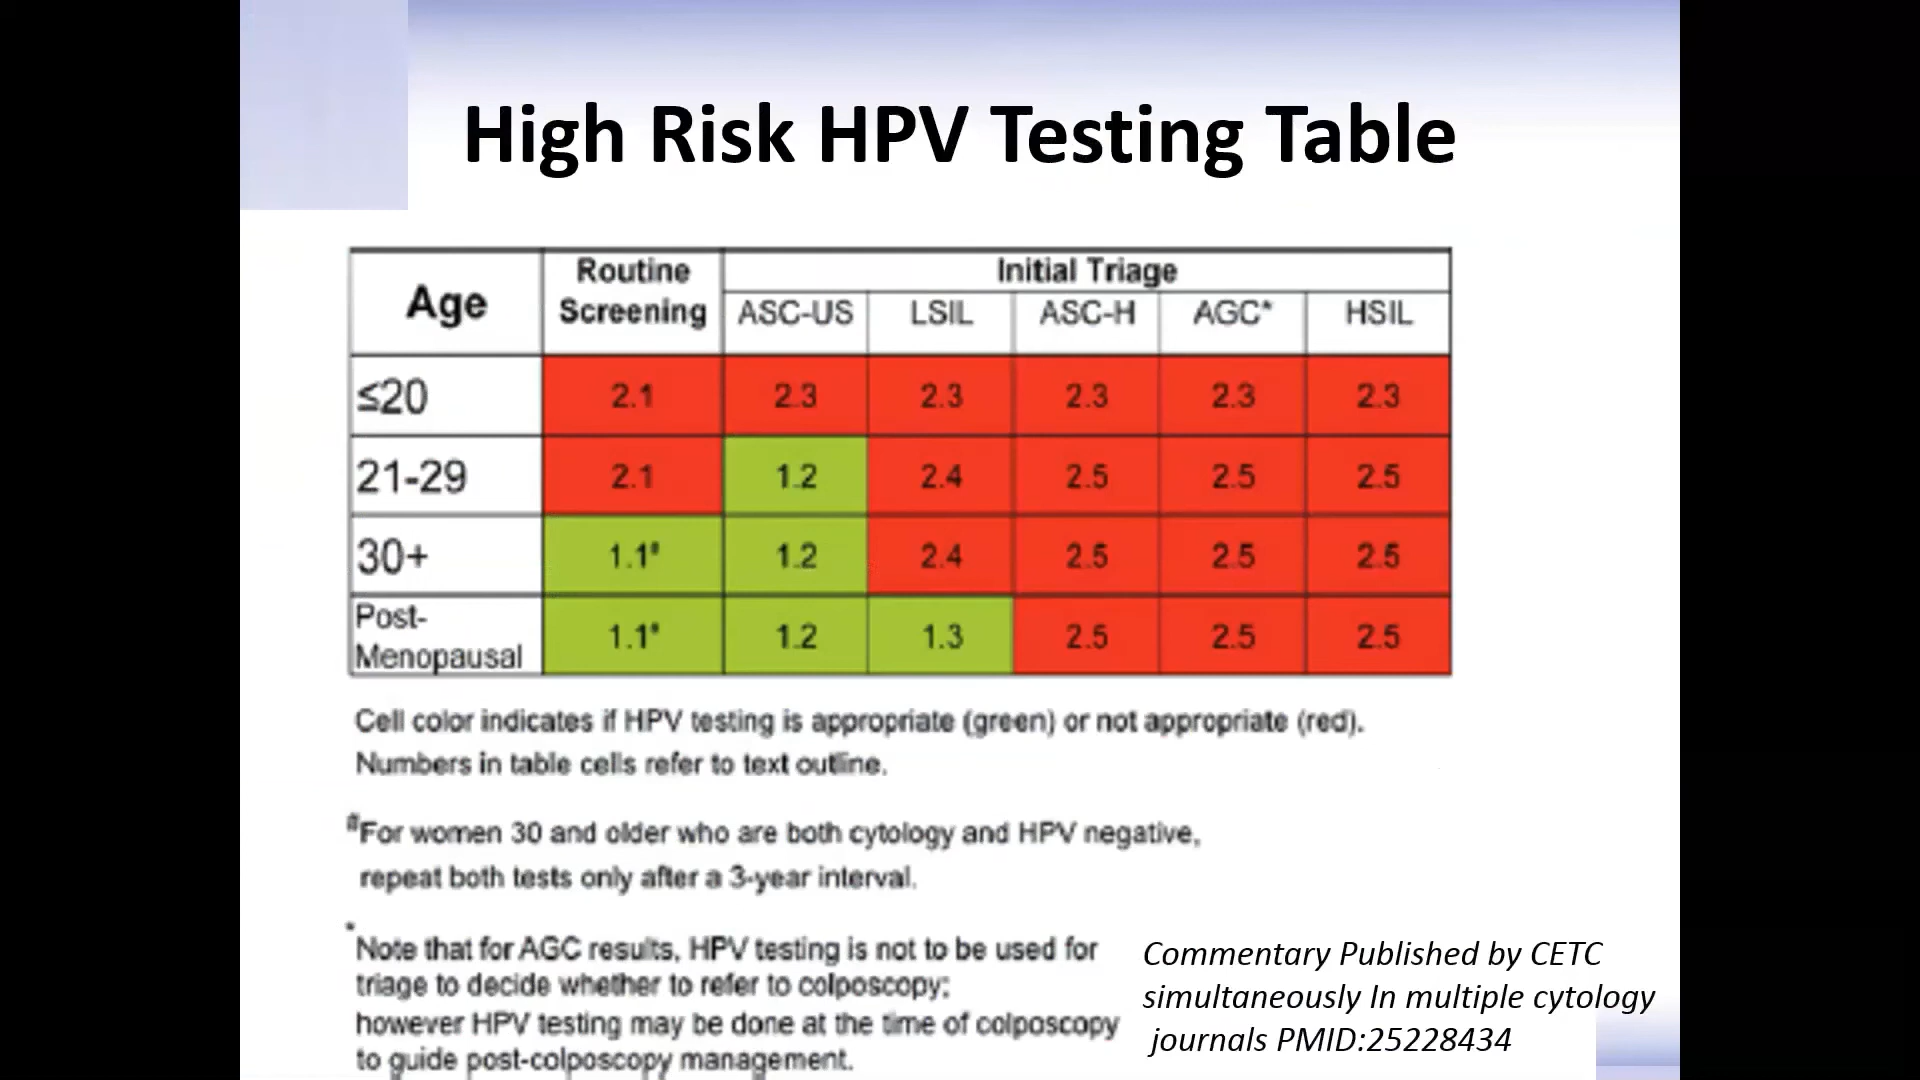 High Risk HPV Testing Table
Age Routine Screening Initial Triage
ASC-US LSIL ASC-H AGC* HSIL
≤20 2.1 2.3 2.3 2.3 2.3 2.3
21-29 2.1 1.2 2.4 2.5 2.5 2.5
30+ 1.1# 1.2 2.4 2.5 2.5 2.5
Post-Menopausal 1.1# 1.2 1.3 2.5 2.5 2.5
Cell color indicates if HPV testing is appropriate (green) or not appropriate (red).
Numbers in table cells refer to text outline.
#For women 30 and older who are both cytology and HPV negative,
repeat both tests only after a 3-year interval.
*Note that for AGC results, HPV testing is not to be used for
triage to decide whether to refer to colposcopy;
however HPV testing may be done at the time of colposcopy
to guide post-colposcopy management.
Commentary Published by CETC
simultaneously In multiple cytology
journals PMID:25228434